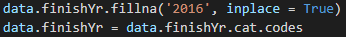 data.finishYr.fillna('2016', inplace = True)
data.finishYr = data.finishYr.cat.codes